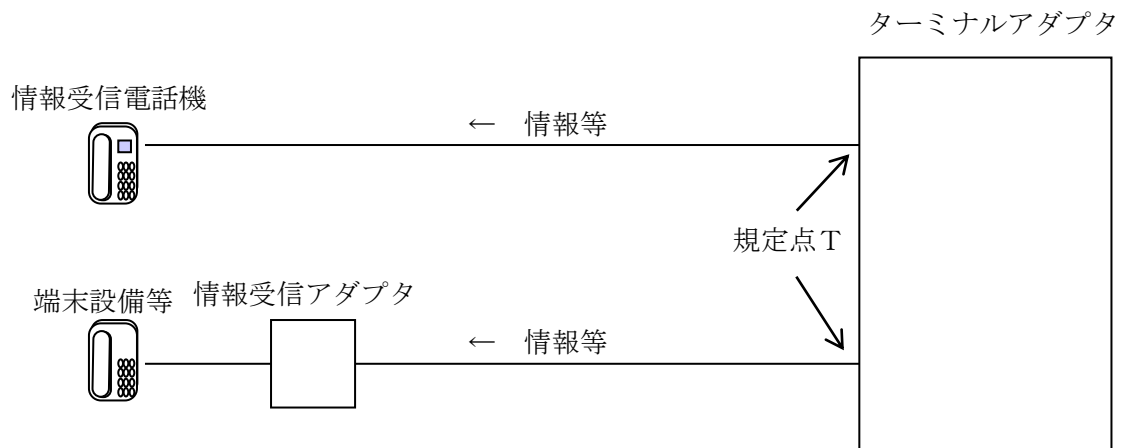 ターミナルアダプタ
情報受信電話機
← 情報等
規定点T
端末設備等
情報受信アダプタ
← 情報等